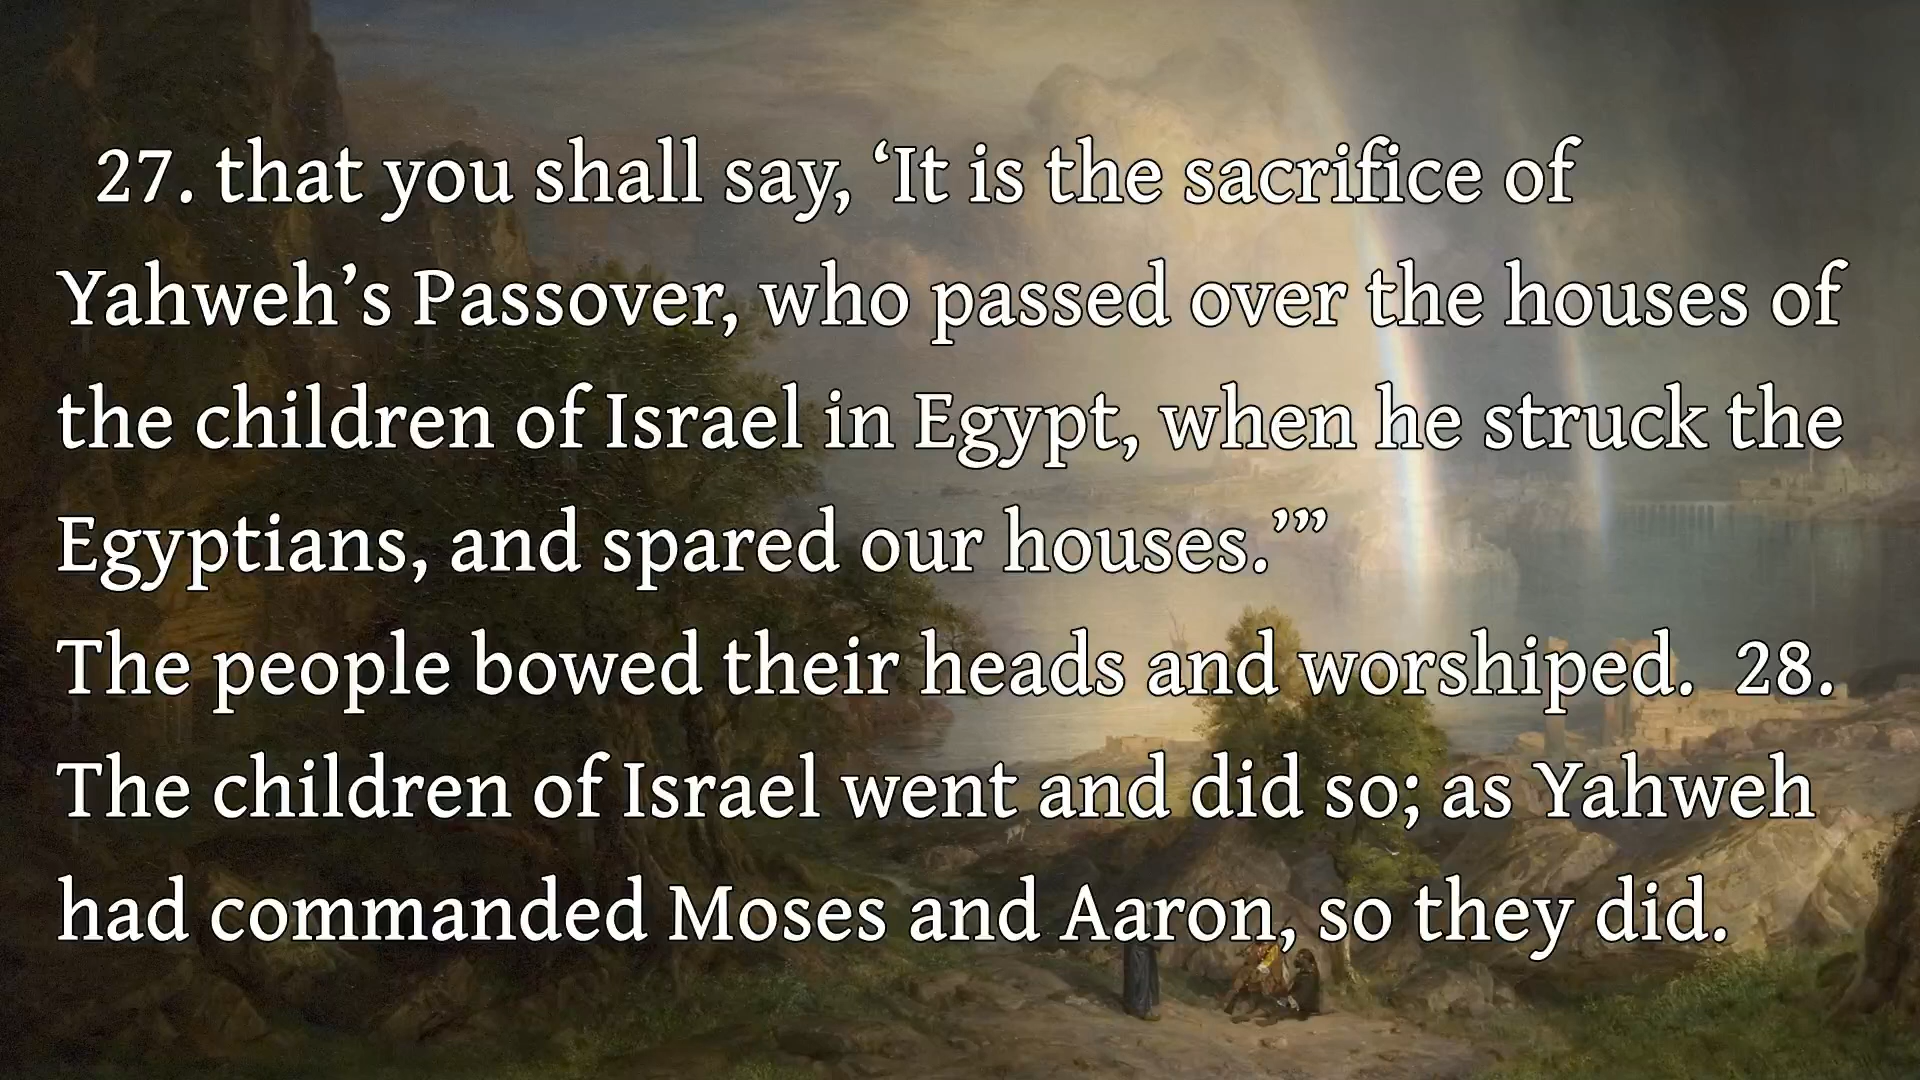 27. that you shall say, ‘It is the sacrifice of
Yahweh’s Passover, who passed over the houses of
the children of Israel in Egypt, when he struck the
Egyptians, and spared our houses.’”
The people bowed their heads and worshiped.  28.
The children of Israel went and did so; as Yahweh
had commanded Moses and Aaron, so they did.